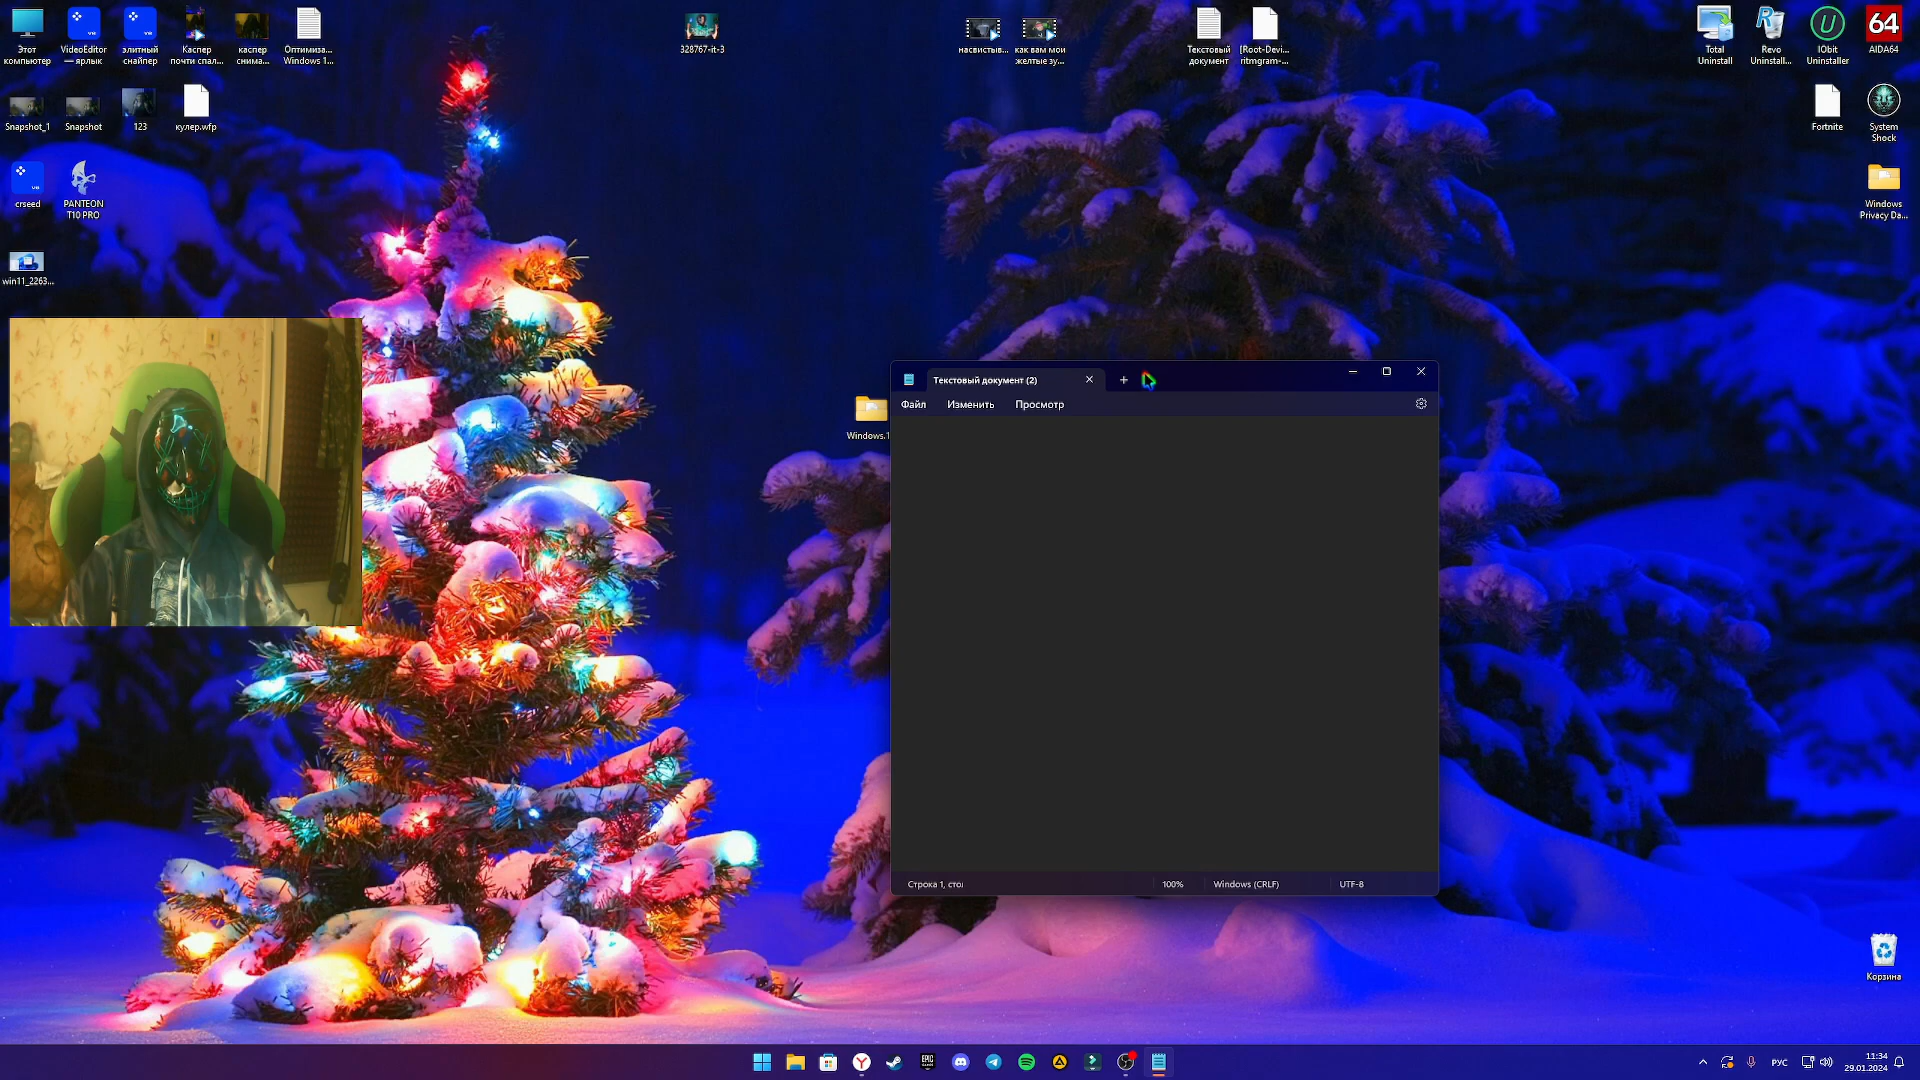 Этот
компьютер
VideoEditor
— ярлык
элитный
снайпер
Каспер
почти спал...
каспер
снима...
Оптимиза...
Windows 1...
328767-it-3
насвистыв...
как вам мои
желтые зу...
Текстовый
документ
[Root-Devi...
ritmgram-...
Total
Uninstall
Revo
Uninstall...
IObit
Uninstaller
64
AIDA64
Snapshot_1
Snapshot
123
кулер.wfp
Fortnite
System
Shock
crseed
PANTEON
T10 PRO
Windows
Privacy Da...
win11_2263...
Windows.1
Текстовый документ (2)
Файл Изменить Просмотр
Строка 1, сто
100% Windows (CRLF) UTF-8
Корзина
РУС
11:34
29.01.2024